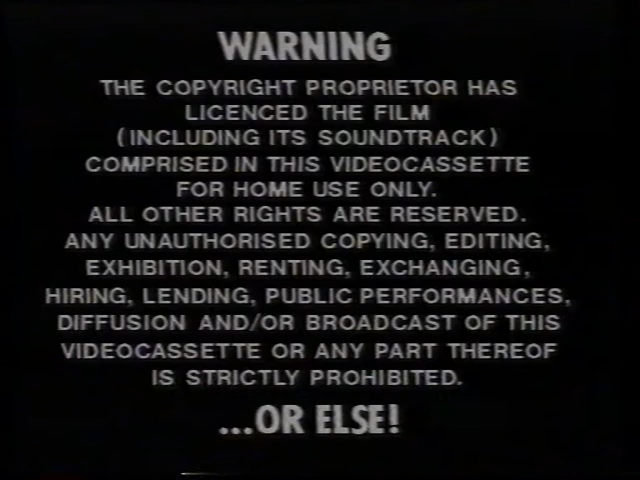 WARNING
THE COPYRIGHT PROPRIETOR HAS
LICENCED THE FILM
(INCLUDING ITS SOUNDTRACK)
COMPRISED IN THIS VIDEOCASSETTE
FOR HOME USE ONLY.
ALL OTHER RIGHTS ARE RESERVED.
ANY UNAUTHORISED COPYING, EDITING,
EXHIBITION, RENTING, EXCHANGING,
HIRING, LENDING, PUBLIC PERFORMANCES,
DIFFUSION AND/OR BROADCAST OF THIS
VIDEOCASSETTE OR ANY PART THEREOF
IS STRICTLY PROHIBITED.
...OR ELSE!